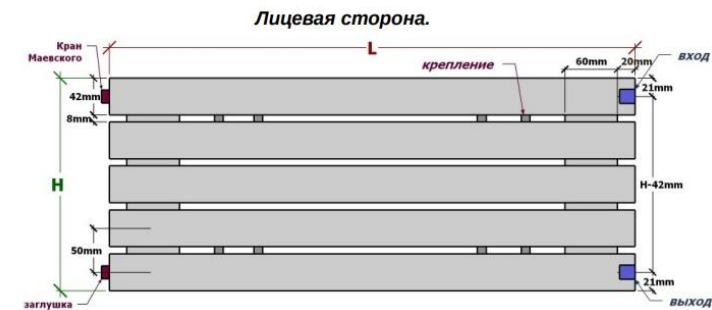 Лицевая сторона.
Кран
Маевского
L
крепление
60mm
20mm
вход
42mm
21mm
8mm
H
H-42mm
50mm
21mm
заглушка
выход